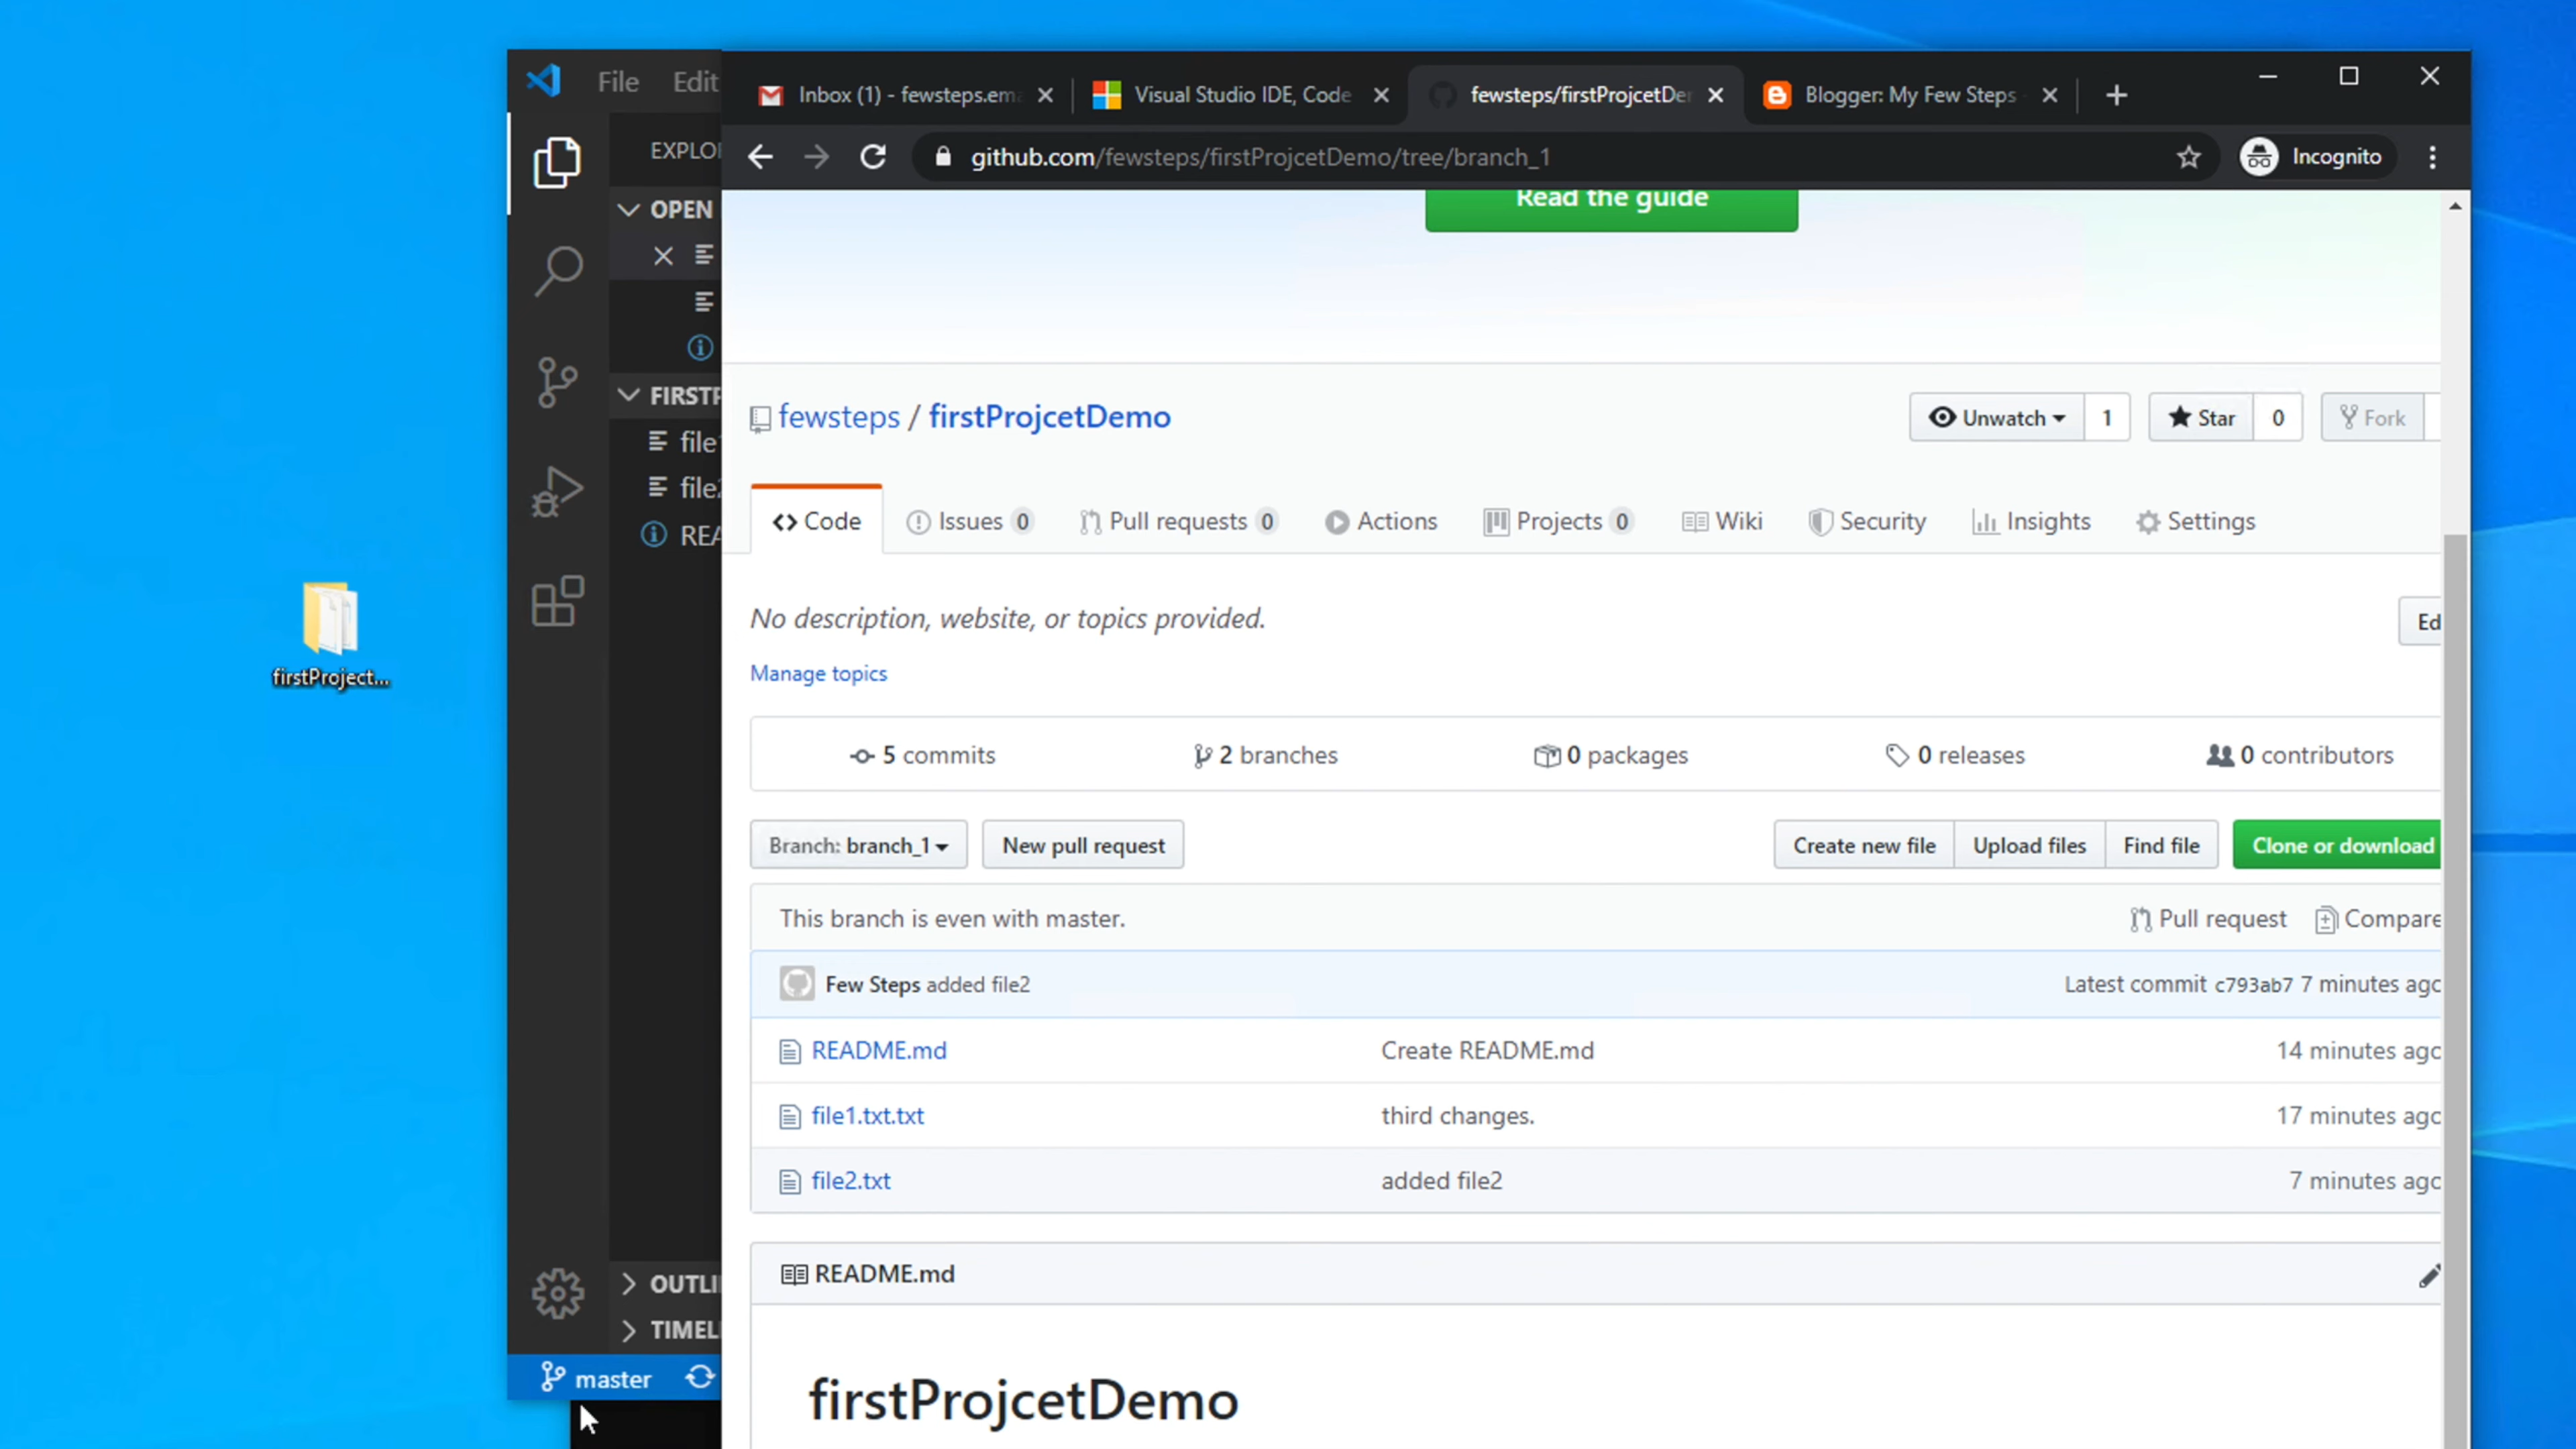 File Edit
Inbox (1) - fewsteps.ema
Visual Studio IDE, Code
fewsteps/firstProjcetDer
Blogger: My Few Steps
github.com/fewsteps/firstProjcetDemo/tree/branch_1
Incognito
EXPLO
OPEN
FIRSTP
file1
file2
REA
OUTLI
TIMEL
master
firstProject...
Read the guide
fewsteps / firstProjcetDemo
Unwatch 1
Star 0
Fork
Code
Issues 0
Pull requests 0
Actions
Projects 0
Wiki
Security
Insights
Settings
No description, website, or topics provided.
Ed
Manage topics
5 commits
2 branches
0 packages
0 releases
0 contributors
Branch: branch_1
New pull request
Create new file
Upload files
Find file
Clone or download
This branch is even with master.
Pull request
Compare
Few Steps added file2
Latest commit c793ab7 7 minutes ago
README.md Create README.md 14 minutes ago
file1.txt.txt third changes. 17 minutes ago
file2.txt added file2 7 minutes ago
README.md
firstProjcetDemo